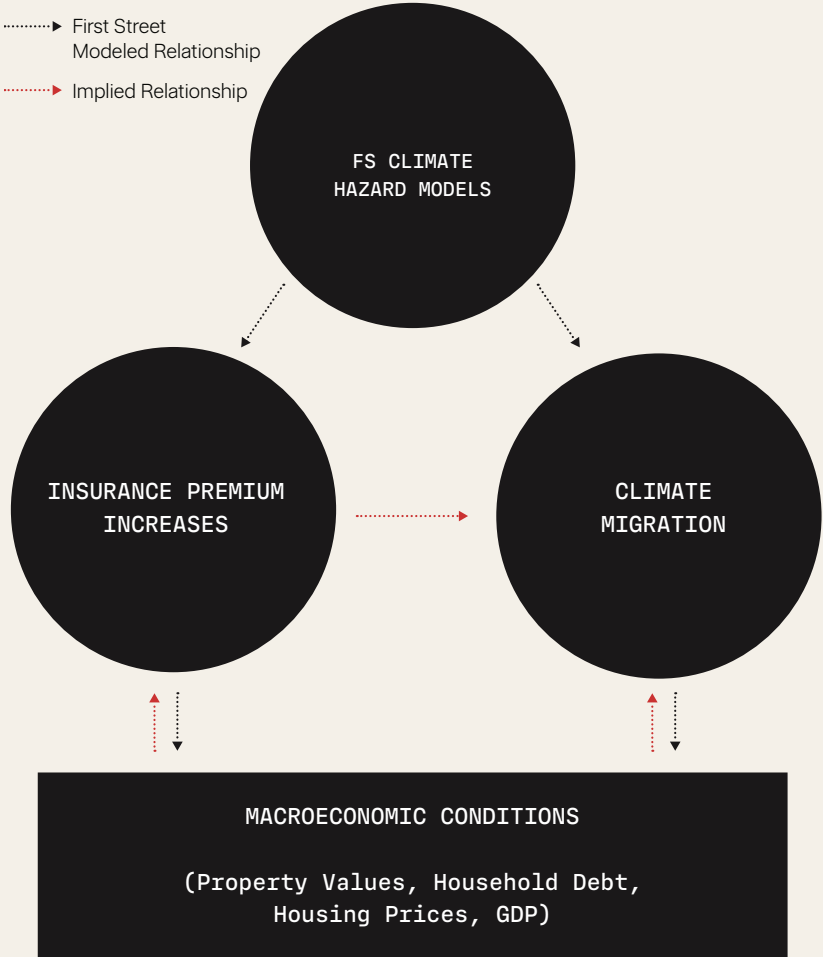 First Street
Modeled Relationship
Implied Relationship
FS CLIMATE
HAZARD MODELS
INSURANCE PREMIUM
INCREASES
CLIMATE
MIGRATION
MACROECONOMIC CONDITIONS
(Property Values, Household Debt,
Housing Prices, GDP)